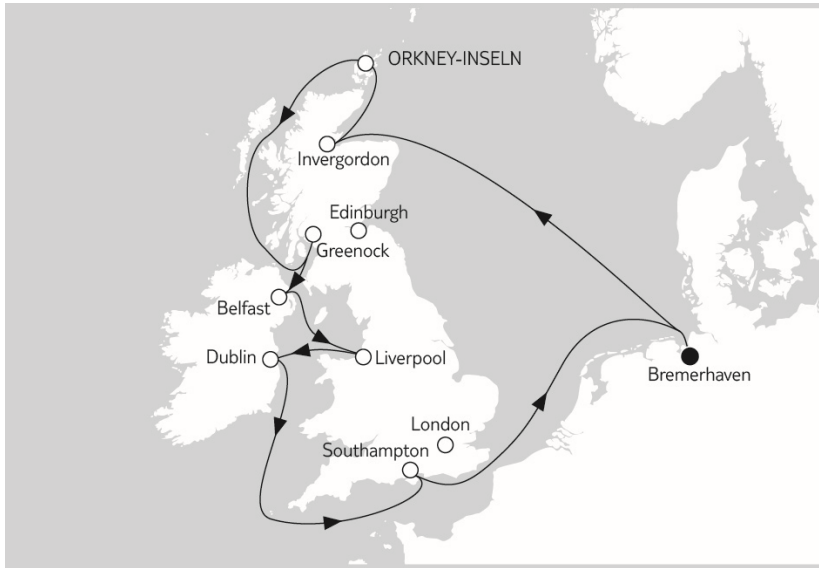 ORKNEY-INSELN
Invergordon
Edinburgh
Greenock
Belfast
Dublin
Liverpool
Bremerhaven
London
Southampton